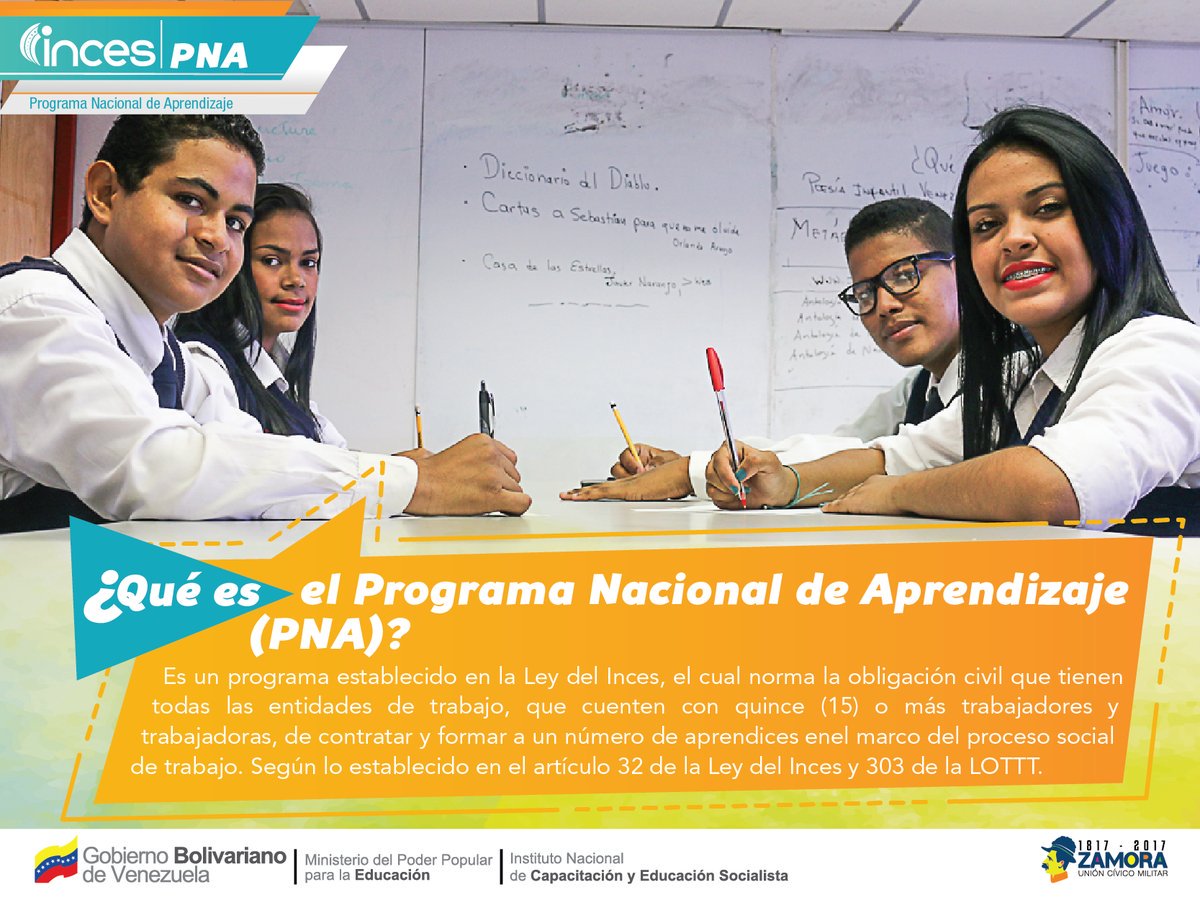 inces PNA
Programa Nacional de Aprendizaje
Diccionario del Diablo.
Cartas a Sebastián para que no me olvide
Casa de las Estrellas.
¿Qué
Poesía Infantil
Amor.
Juego
¿Qué es el Programa Nacional de Aprendizaje
(PNA)?
Es un programa establecido en la Ley del Inces, el cual norma la obligación civil que tienen
todas las entidades de trabajo, que cuenten con quince (15) o más trabajadores y
trabajadoras, de contratar y formar a un número de aprendices enel marco del proceso social
de trabajo. Según lo establecido en el artículo 32 de la Ley del Inces y 303 de la LOTTT.
Gobierno Bolivariano
de Venezuela
Ministerio del Poder Popular
para la Educación
Instituto Nacional
de Capacitación y Educación Socialista
1817 - 2017
ZAMORA
UNIÓN CÍVICO MILITAR